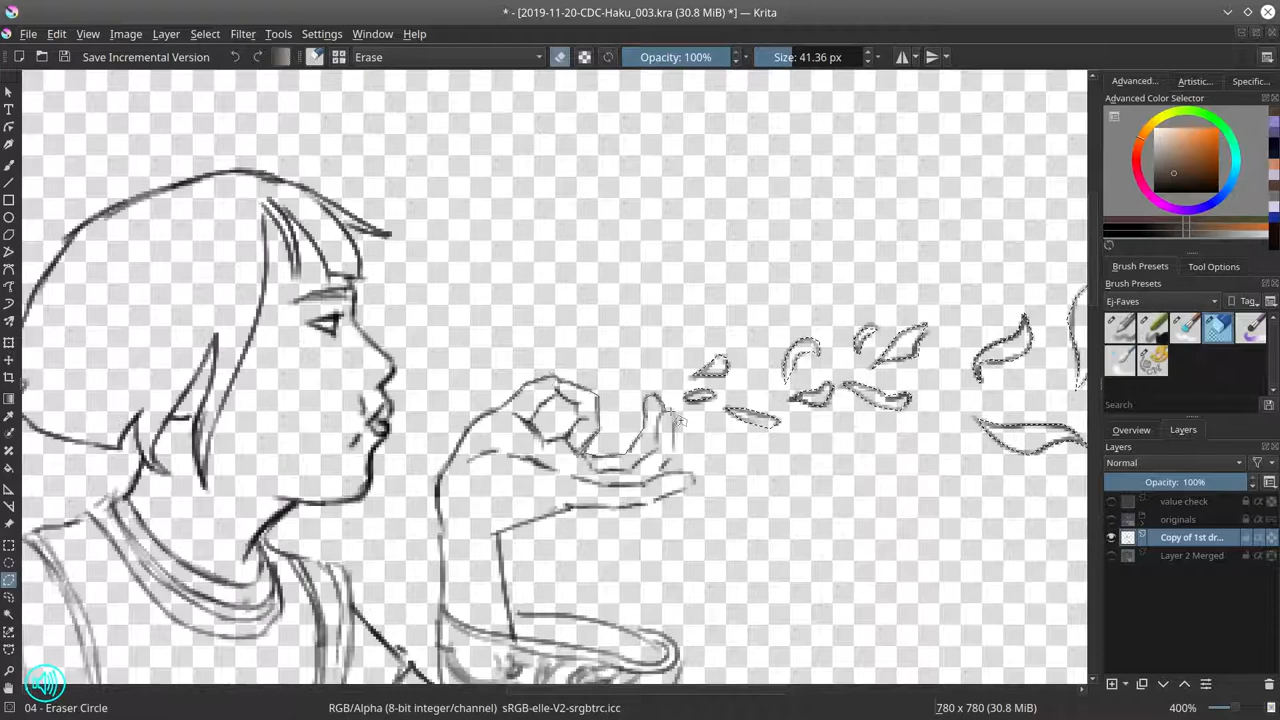 * - [2019-11-20-CDC-Haku_003.kra (30.8 MiB) *] — Krita
File Edit View Image Layer Select Filter Tools Settings Window Help
Save Incremental Version Erase Opacity: 100% Size: 41.36 px
Advanced... Artistic... Specific...
Advanced Color Selector
Brush Presets Tool Options
Brush Presets
Ej-Faves Tag
Search
Overview Layers
Layers
Normal
Opacity: 100%
value check
originals
Copy of 1st dr...
Layer 2 Merged
04 - Eraser Circle RGB/Alpha (8-bit integer/channel) sRGB-elle-V2-srgbtrc.icc 780 x 780 (30.8 MiB) 400%